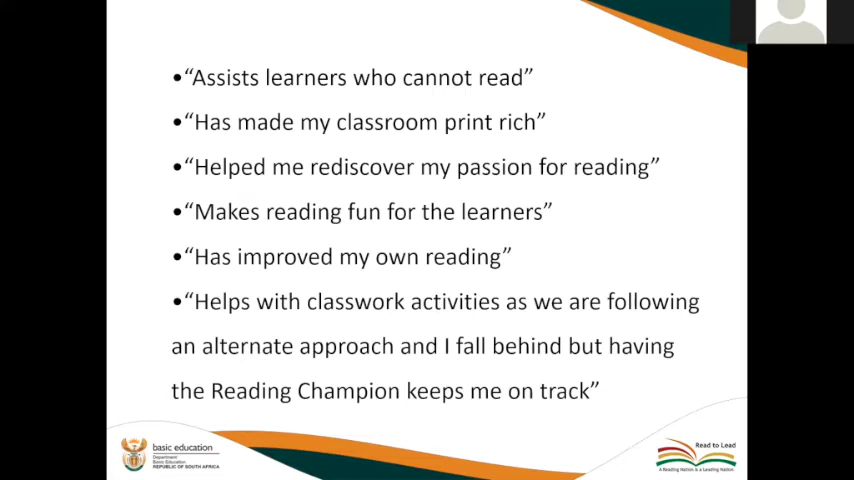 •“Assists learners who cannot read”
•“Has made my classroom print rich”
•“Helped me rediscover my passion for reading”
•“Makes reading fun for the learners”
•“Has improved my own reading”
•“Helps with classwork activities as we are following
an alternate approach and I fall behind but having
the Reading Champion keeps me on track”
basic education
Department
Basic Education
REPUBLIC OF SOUTH AFRICA
Read to Lead
A Reading Nation is a Leading Nation